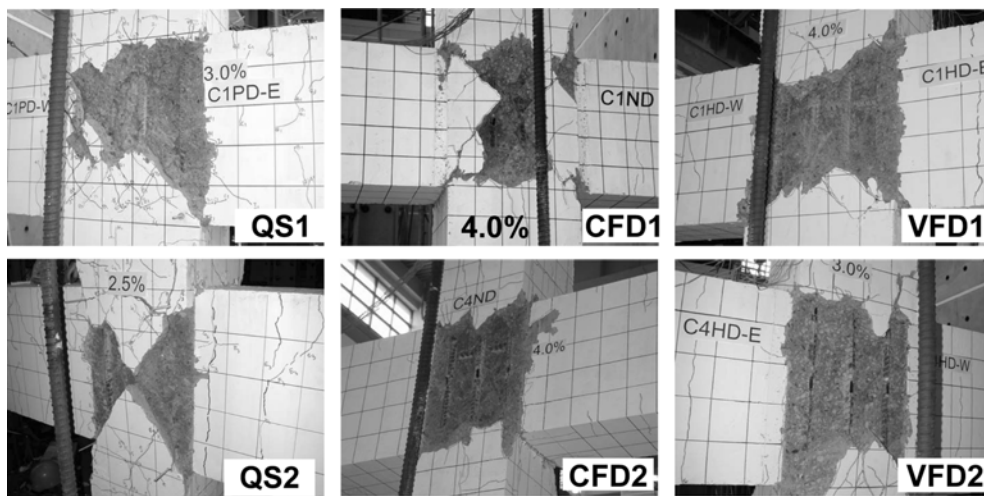 3.0%
C1PD-E
C1PD-W
QS1
C1ND
4.0%
CFD1
4.0%
C1HD-E
C1HD-W
VFD1
2.5%
QS2
C4ND
4.0%
CFD2
3.0%
C4HD-E
HD-W
VFD2